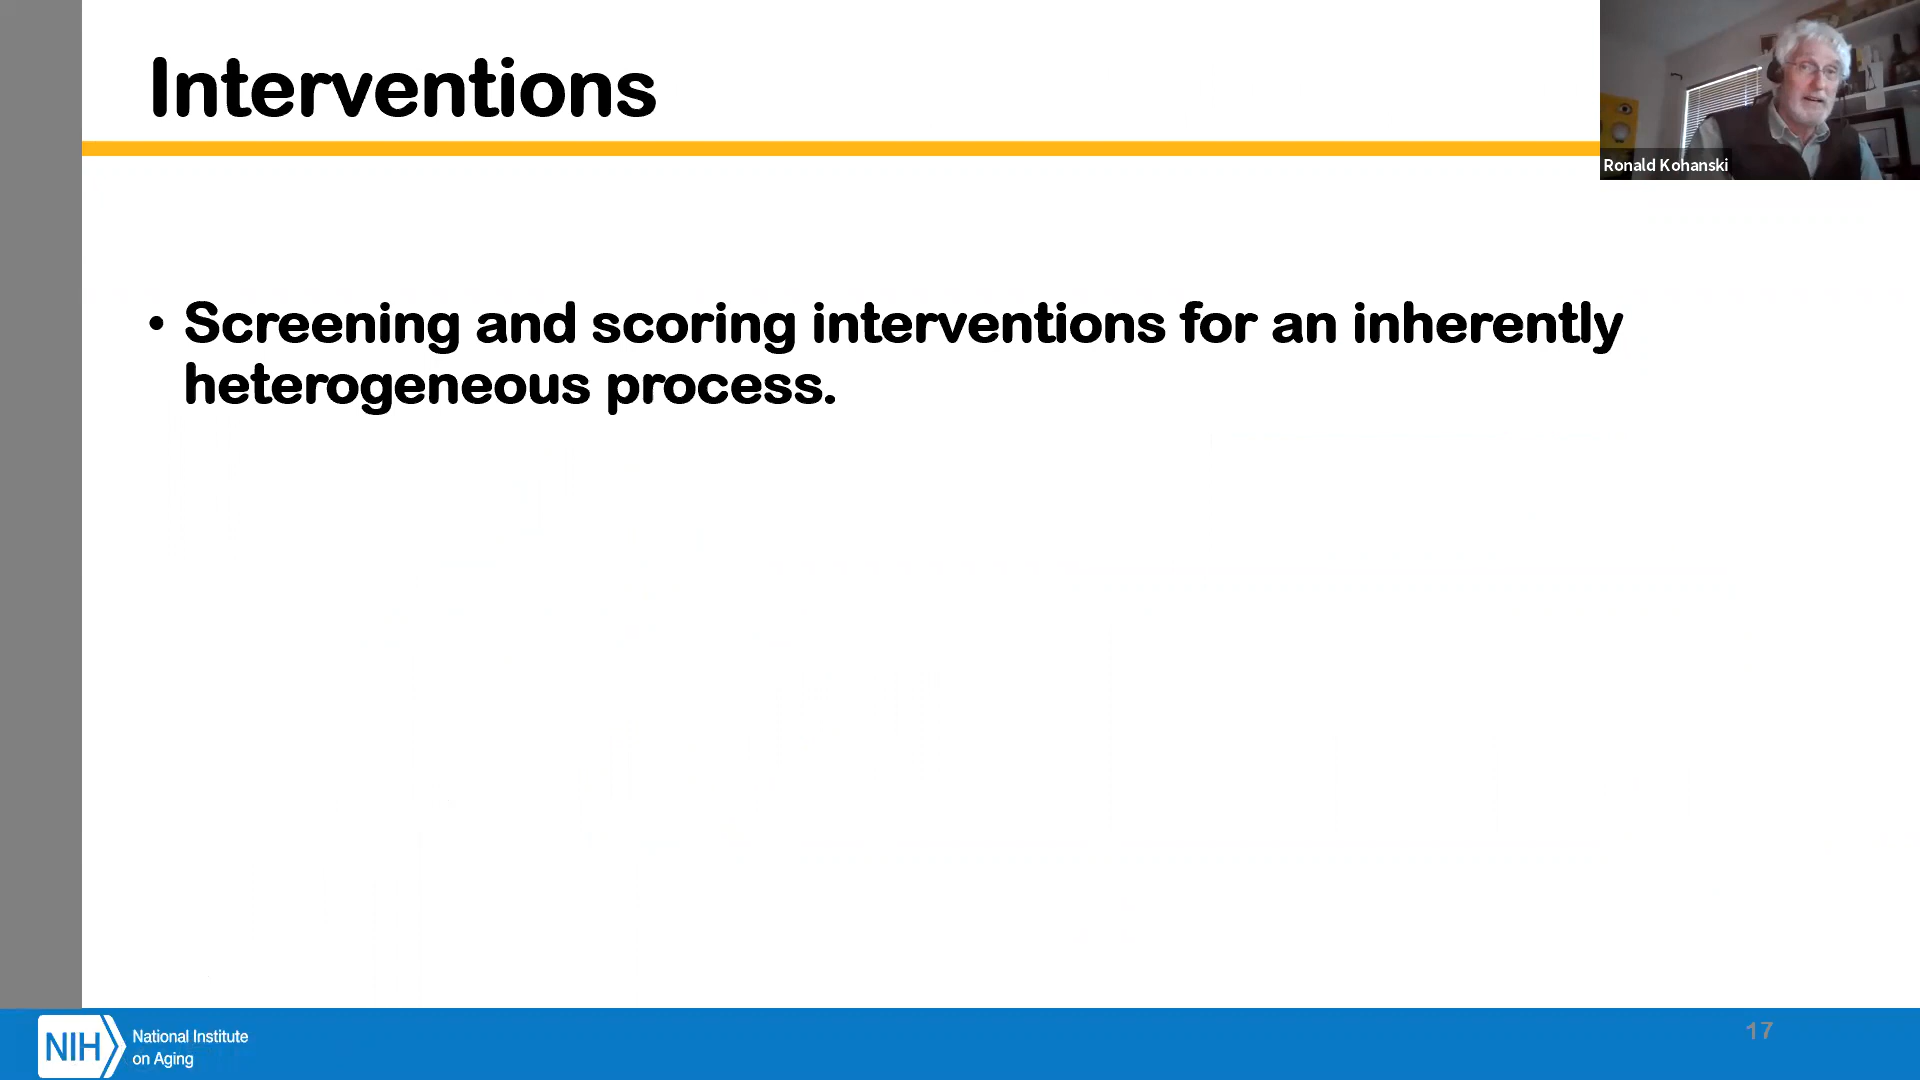 Interventions
Ronald Kohanski
• Screening and scoring interventions for an inherently
heterogeneous process.
NIH
National Institute
on Aging
17